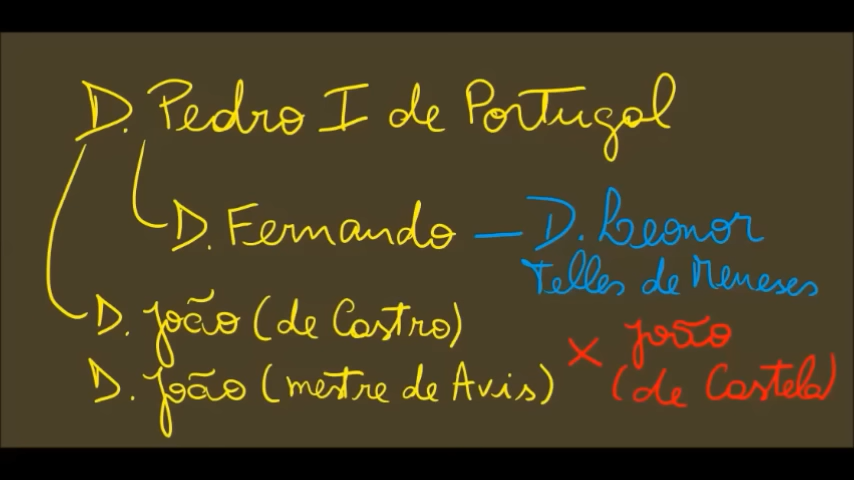 D. Pedro I de Portugal
D. Fernando — D. Leonor
Telles de Meneses
D. João (de Castro)
D. João (mestre de Avis) × João
(de Castela)